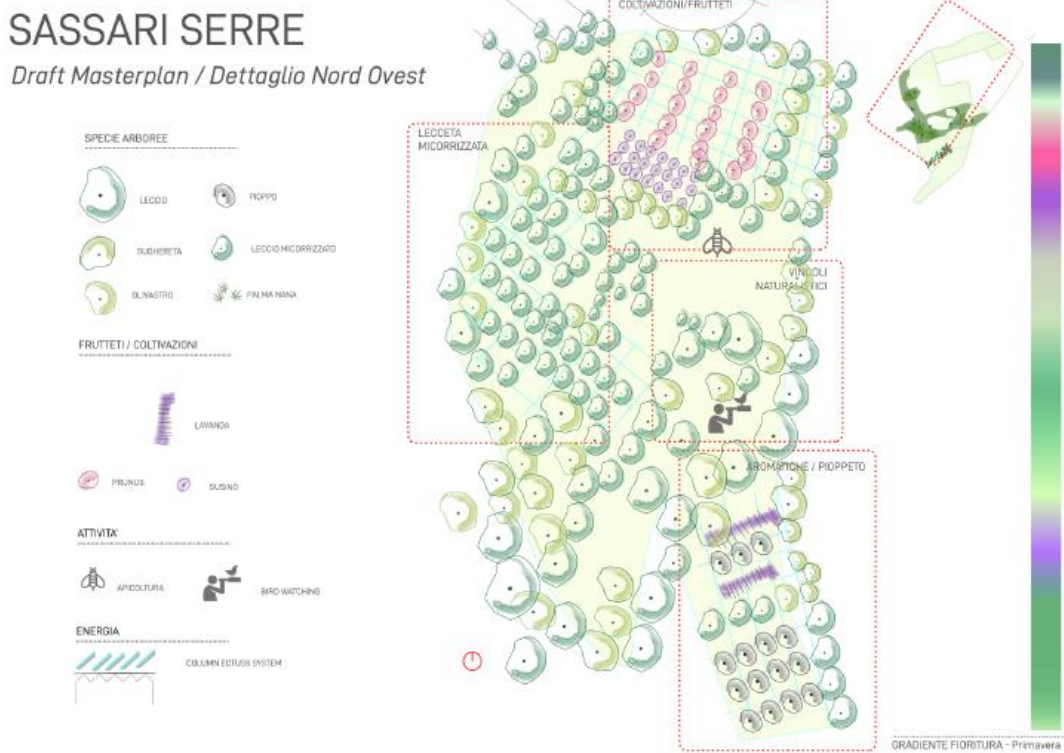 SASSARI SERRE
Draft Masterplan / Dettaglio Nord Ovest
SPECIE ARBOREE
LECCIO
PIOPPO
SUGHERETA
LECCIO MICORRIZZATO
OLIVASTRO
PALMA NANA
FRUTTETI / COLTIVAZIONI
LAVANDA
PRUNUS
SUSINO
ATTIVITA'
APICOLTURA
BIRD WATCHING
ENERGIA
COLUMN ECTUSS SYSTEM
COLTIVAZIONI/FRUTTETI
LECCETA
MICORRIZZATA
VINCOLI
NATURALISTICI
AROMATICHE / PIOPPETO
GRADIENTE FIORITURA - Primavera